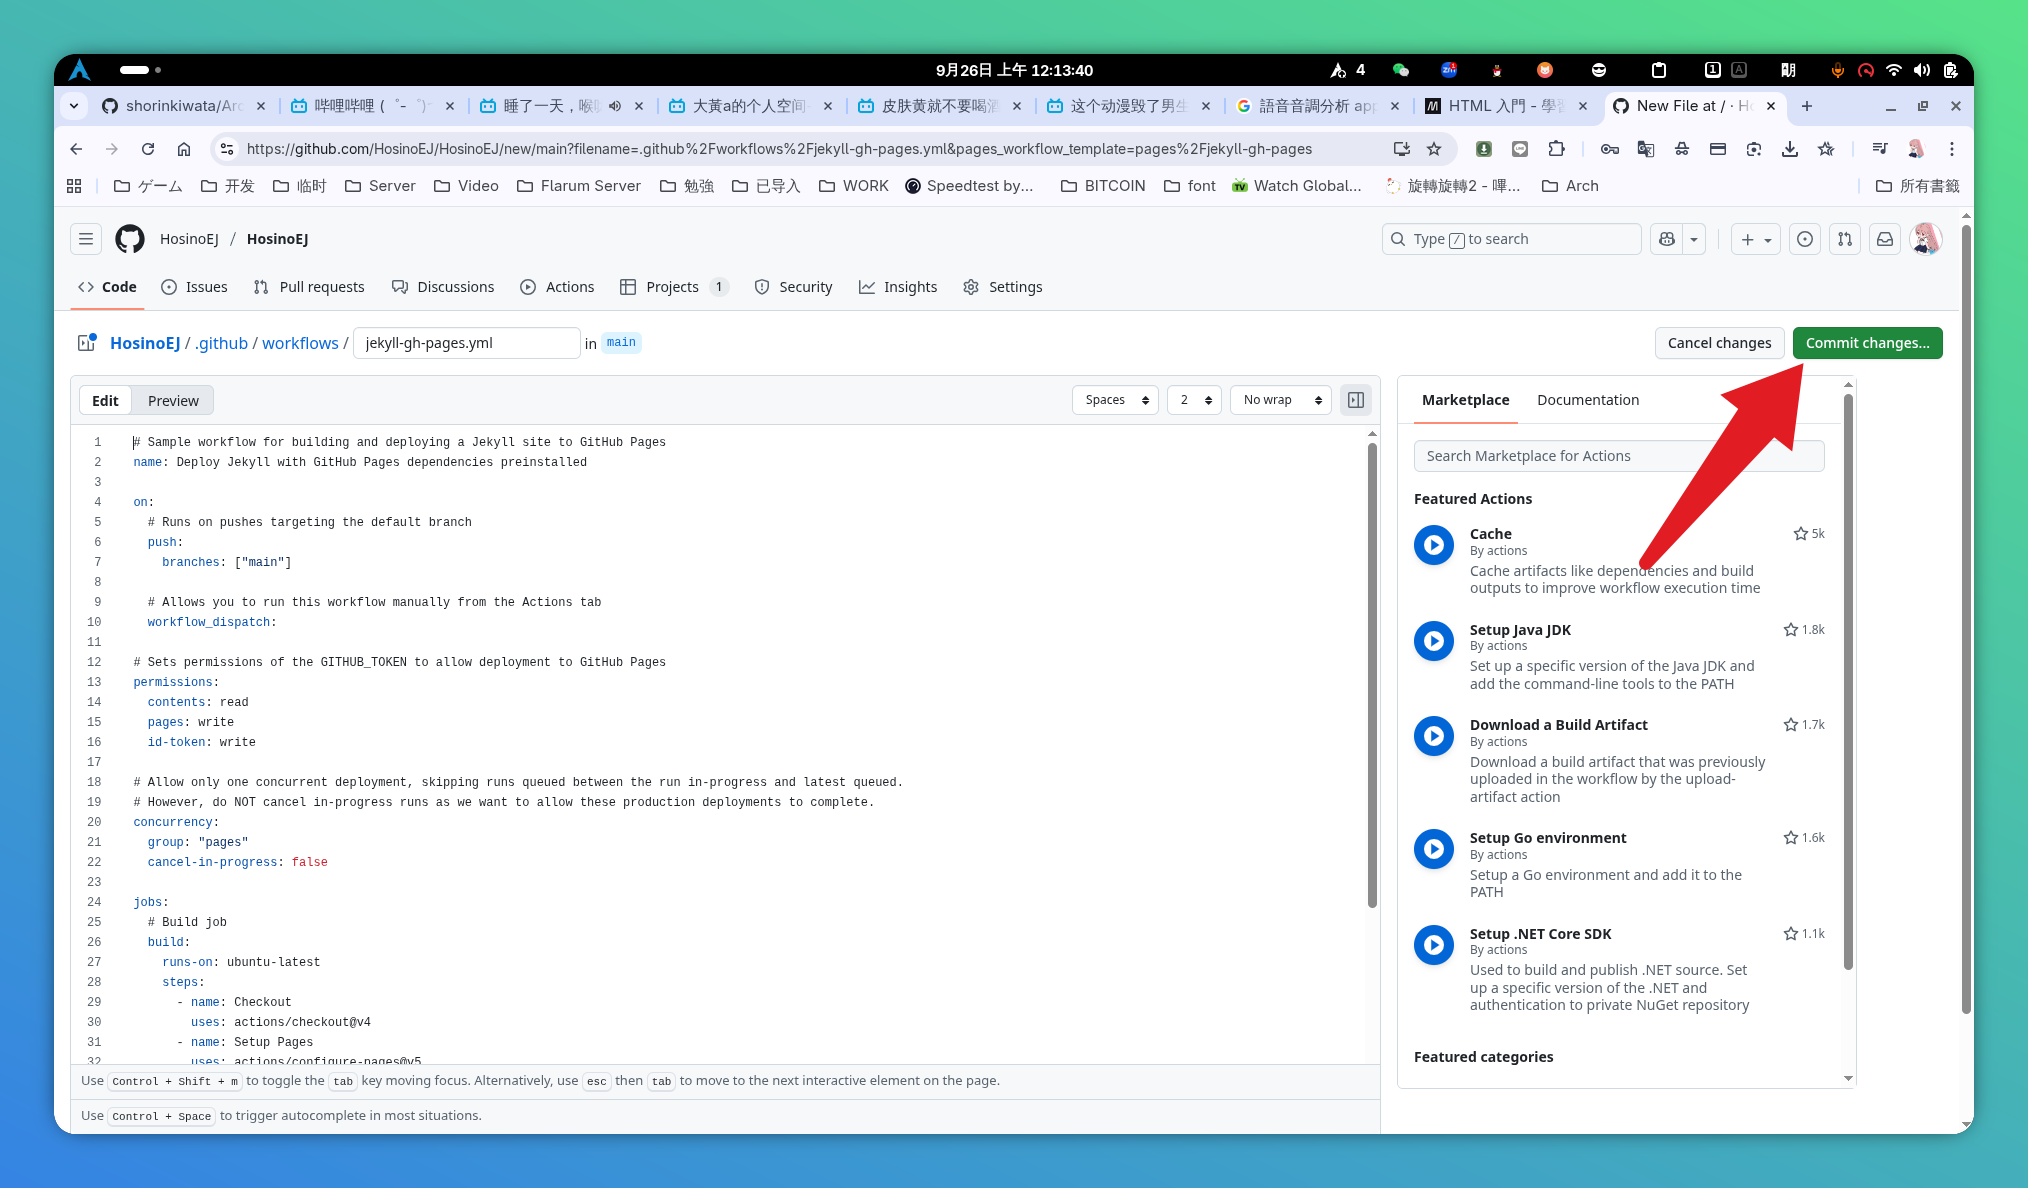 9月26日 上午 12:13:40
4
1
A
shorinkiwata/Arc
哔哩哔哩 ( ゜- ゜)
睡了一天，喉
大黃a的个人空间
皮肤黄就不要喝酒
这个动漫毁了男生
語音音調分析 app
HTML 入門 - 學
New File at / · Ho
https://github.com/HosinoEJ/HosinoEJ/new/main?filename=.github%2Fworkflows%2Fjekyll-gh-pages.yml&pages_workflow_template=pages%2Fjekyll-gh-pages
ゲーム
开发
临时
Server
Video
Flarum Server
勉強
已导入
WORK
Speedtest by...
BITCOIN
font
Watch Global...
旋轉旋轉2 - 嗶...
Arch
所有書籤
HosinoEJ / HosinoEJ
Type / to search
Code
Issues
Pull requests
Discussions
Actions
Projects 1
Security
Insights
Settings
HosinoEJ / .github / workflows / jekyll-gh-pages.yml in main
Cancel changes
Commit changes...
Edit
Preview
Spaces
2
No wrap
1 # Sample workflow for building and deploying a Jekyll site to GitHub Pages
2 name: Deploy Jekyll with GitHub Pages dependencies preinstalled
3
4 on:
5 # Runs on pushes targeting the default branch
6 push:
7 branches: ["main"]
8
9 # Allows you to run this workflow manually from the Actions tab
10 workflow_dispatch:
11
12 # Sets permissions of the GITHUB_TOKEN to allow deployment to GitHub Pages
13 permissions:
14 contents: read
15 pages: write
16 id-token: write
17
18 # Allow only one concurrent deployment, skipping runs queued between the run in-progress and latest queued.
19 # However, do NOT cancel in-progress runs as we want to allow these production deployments to complete.
20 concurrency:
21 group: "pages"
22 cancel-in-progress: false
23
24 jobs:
25 # Build job
26 build:
27 runs-on: ubuntu-latest
28 steps:
29 - name: Checkout
30 uses: actions/checkout@v4
31 - name: Setup Pages
32 uses: actions/configure-pages@v5
Use Control + Shift + m to toggle the tab key moving focus. Alternatively, use esc then tab to move to the next interactive element on the page.
Use Control + Space to trigger autocomplete in most situations.
Marketplace
Documentation
Search Marketplace for Actions
Featured Actions
Cache
5k
By actions
Cache artifacts like dependencies and build
outputs to improve workflow execution time
Setup Java JDK
1.8k
By actions
Set up a specific version of the Java JDK and
add the command-line tools to the PATH
Download a Build Artifact
1.7k
By actions
Download a build artifact that was previously
uploaded in the workflow by the upload-
artifact action
Setup Go environment
1.6k
By actions
Setup a Go environment and add it to the
PATH
Setup .NET Core SDK
1.1k
By actions
Used to build and publish .NET source. Set
up a specific version of the .NET and
authentication to private NuGet repository
Featured categories